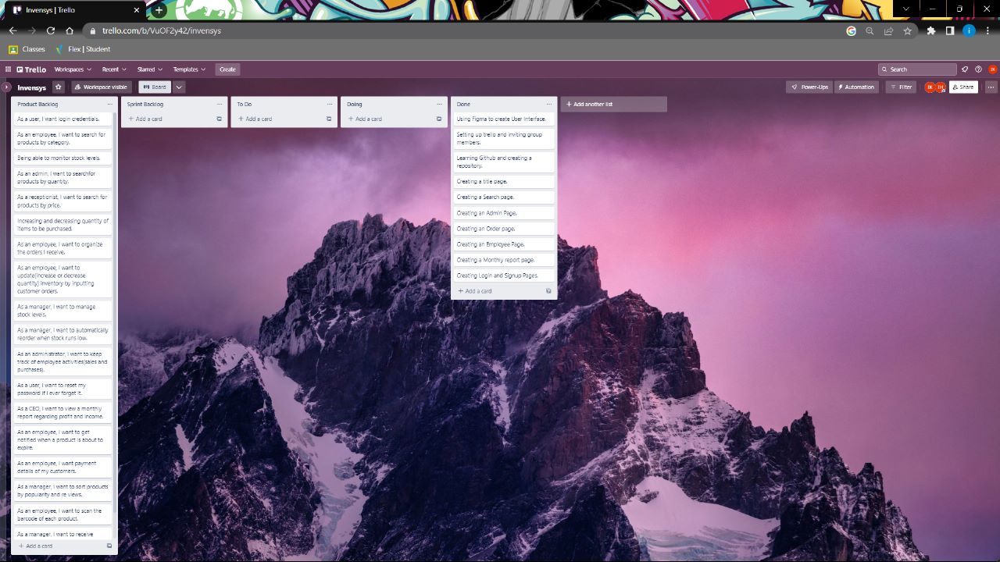 Invensys | Trello
trello.com/b/VuOF2y42/invensys
Classes
Flex | Student
Trello
Workspaces
Recent
Starred
Templates
Create
Search
JK
Invensys
Workspace visible
Board
Power-Ups
Automation
Filter
Share
Product Backlog
As a user, I want login credentials.
As an employee, I want to search for
products by category.
Being able to monitor stock levels.
As an admin, I want to searchfor
products by quantity.
As a receptionist, I want to search for
products by price.
Increasing and decreasing quantity of
items to be purchased.
As an employee, I want to organize
the orders I receive.
As an employee, I want to
update(increase or decrease
quantity) inventory by inputting
customer orders.
As a manager, I want to manage
stock levels.
As a manager, I want to automatically
reorder when stock runs low.
As an administrator, I want to keep
track of employee activities(sales and
purchases).
As a user, I want to reset my
password if I ever forget it.
As a CEO, I want to view a monthly
report regarding profit and income.
As an employee, I want to get
notified when a product is about to
expire.
As an employee, I want payment
details of my customers.
As a manager, I want to sort products
by popularity and re views.
As an employee, I want to scan the
barcode of each product.
As a manager, I want to receive
+ Add a card
Sprint Backlog
+ Add a card
To Do
+ Add a card
Doing
+ Add a card
Done
Using Figma to create User Interface.
Setting up trello and inviting group
members.
Learning Github and creating a
repository.
Creating a title page.
Creating a Search page.
Creating an Admin Page.
Creating an Order page.
Creating an Employee Page.
Creating a Monthly report page.
Creating Login and Signup Pages.
+ Add a card
+ Add another list